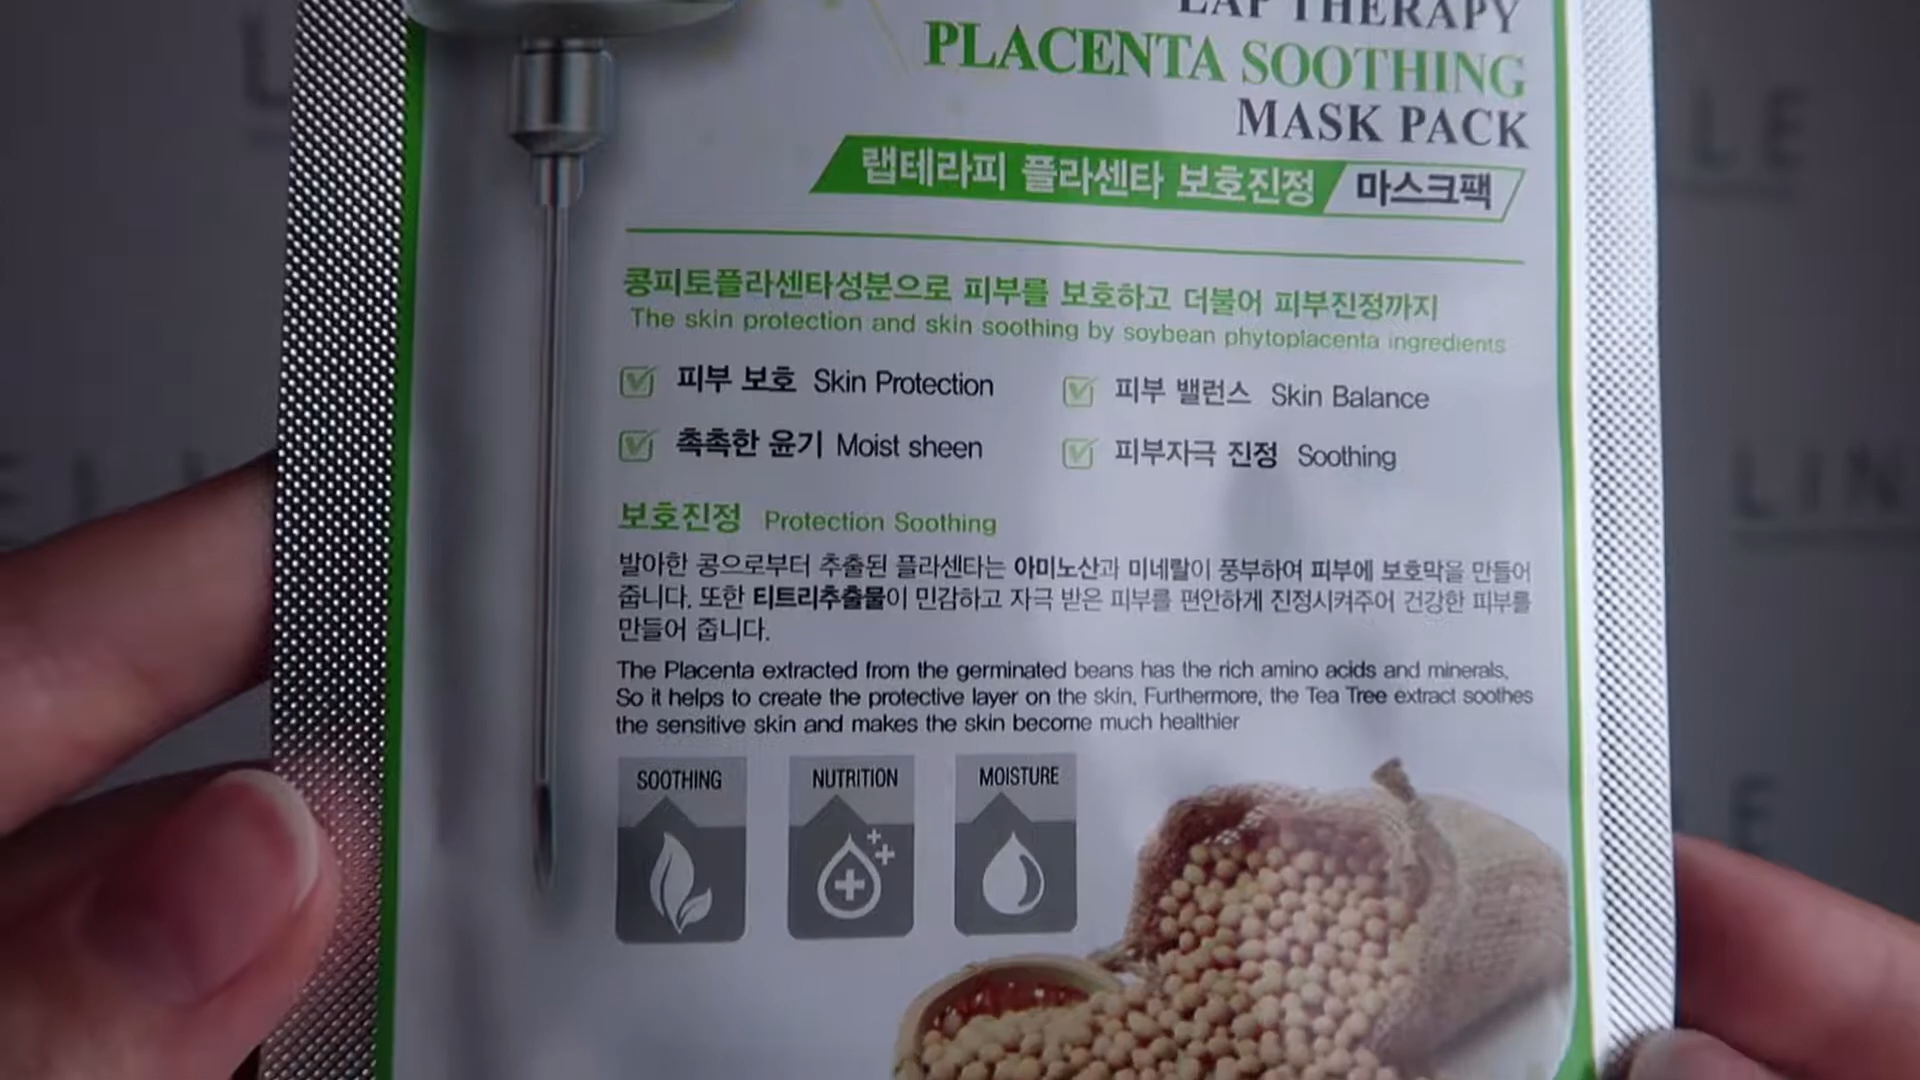 LAP THERAPY
PLACENTA SOOTHING
MASK PACK
랩테라피 플라센타 보호진정 마스크팩
콩피토플라센타성분으로 피부를 보호하고 더불어 피부진정까지
The skin protection and skin soothing by soybean phytoplacenta ingredients
피부 보호 Skin Protection
피부 밸런스 Skin Balance
촉촉한 윤기 Moist sheen
피부자극 진정 Soothing
보호진정 Protection Soothing
발아한 콩으로부터 추출된 플라센타는 아미노산과 미네랄이 풍부하여 피부에 보호막을 만들어
줍니다. 또한 티트리추출물이 민감하고 자극 받은 피부를 편안하게 진정시켜주어 건강한 피부를
만들어 줍니다.
The Placenta extracted from the germinated beans has the rich amino acids and minerals,
So it helps to create the protective layer on the skin, Furthermore, the Tea Tree extract soothes
the sensitive skin and makes the skin become much healthier
SOOTHING
NUTRITION
MOISTURE